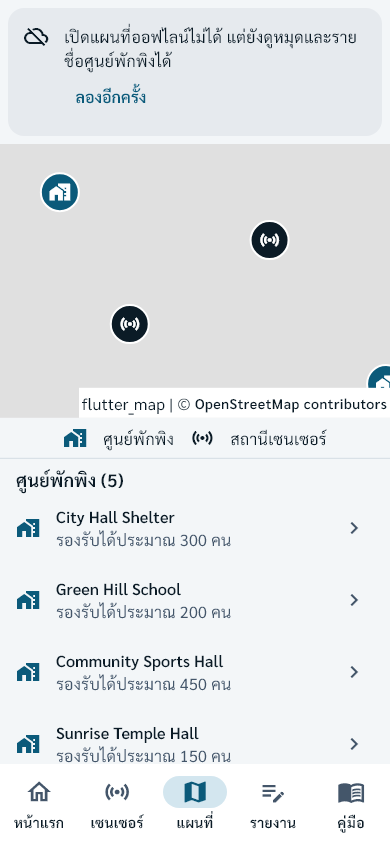 เปิดแผนที่ออฟไลน์ไม่ได้ แต่ยังดูหมุดและราย
ชื่อศูนย์พักพิงได้
ลองอีกครั้ง
flutter_map | © OpenStreetMap contributors
ศูนย์พักพิง สถานีเซนเซอร์
ศูนย์พักพิง (5)
City Hall Shelter
รองรับได้ประมาณ 300 คน
Green Hill School
รองรับได้ประมาณ 200 คน
Community Sports Hall
รองรับได้ประมาณ 450 คน
Sunrise Temple Hall
รองรับได้ประมาณ 150 คน
หน้าแรก เซนเซอร์ แผนที่ รายงาน คู่มือ